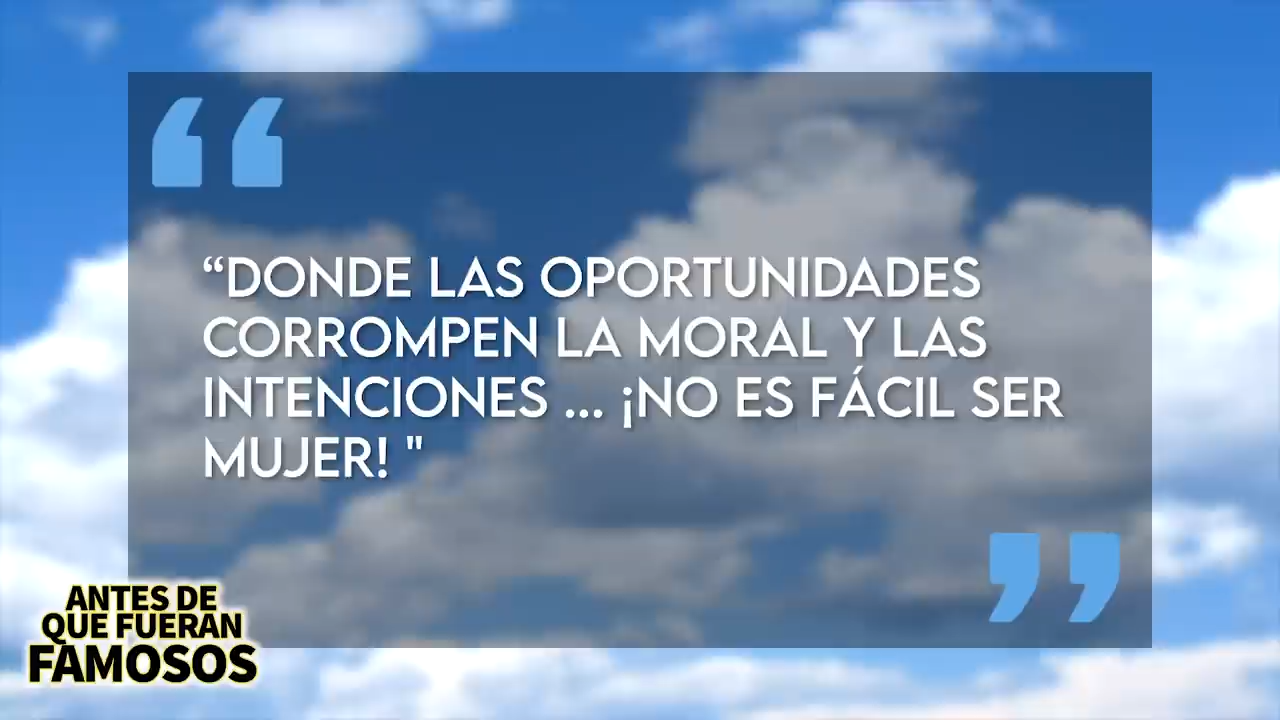 “DONDE LAS OPORTUNIDADES
CORROMPEN LA MORAL Y LAS
INTENCIONES ... ¡NO ES FÁCIL SER
MUJER! "
ANTES DE
QUE FUERAN
FAMOSOS